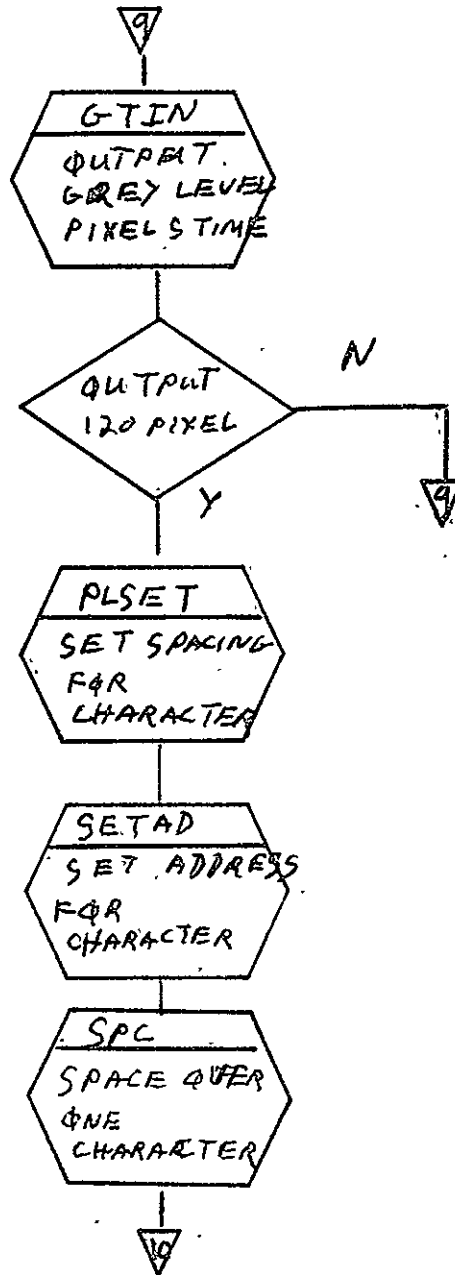 9
GTIN
OUTPUT.
GREY LEVEL
PIXELS TIME
OUTPUT
120 PIXEL
N
9
Y
PLSET
SET SPACING
FOR
CHARACTER
SETAD
SET ADDRESS
FOR
CHARACTER
SPC
SPACE OVER
ONE
CHARACTER
10